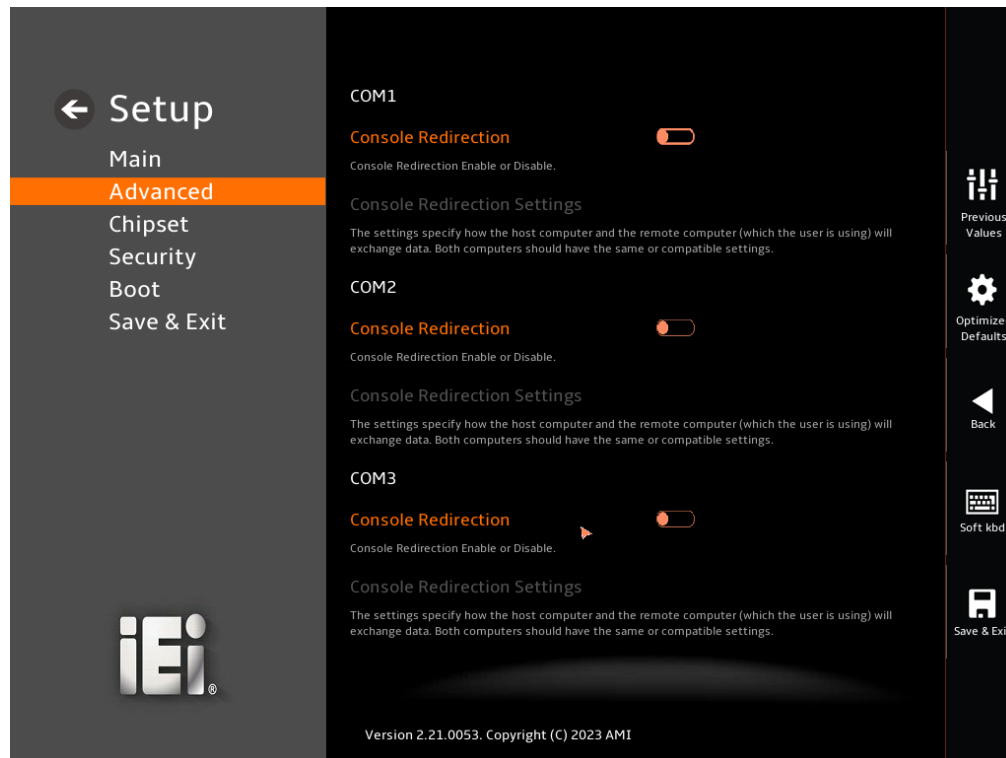 Setup
Main
Advanced
Chipset
Security
Boot
Save & Exit
iEi®
COM1
Console Redirection
Console Redirection Enable or Disable.
Console Redirection Settings
The settings specify how the host computer and the remote computer (which the user is using) will
exchange data. Both computers should have the same or compatible settings.
COM2
Console Redirection
Console Redirection Enable or Disable.
Console Redirection Settings
The settings specify how the host computer and the remote computer (which the user is using) will
exchange data. Both computers should have the same or compatible settings.
COM3
Console Redirection
Console Redirection Enable or Disable.
Console Redirection Settings
The settings specify how the host computer and the remote computer (which the user is using) will
exchange data. Both computers should have the same or compatible settings.
Version 2.21.0053. Copyright (C) 2023 AMI
Previous
Values
Optimize
Defaults
Back
Soft kbd
Save & Exi